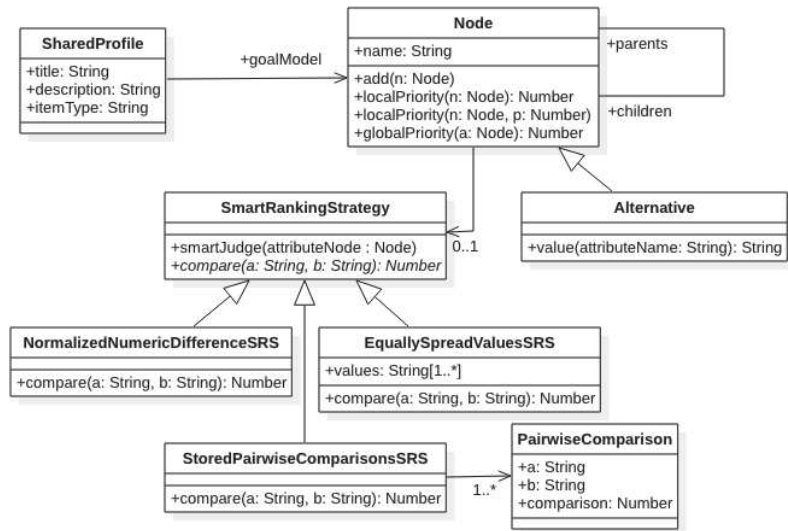 Node
SharedProfile
+name: String
+parents
+goalModel
+title: String
+description: String
+itemType: String
+add(n: Node)
+localPriority(n: Node): Number
+localPriority(n: Node, p: Number)
+globalPriority(a: Node): Number
+children
SmartRankingStrategy
Alternative
+smartJudge(attributeNode : Node)
+compare(a: String, b: String): Number
0..1
+value(attributeName: String): String
NormalizedNumericDifferenceSRS
+compare(a: String, b: String): Number
EquallySpreadValuesSRS
+values: String[1..*]
+compare(a: String, b: String): Number
StoredPairwiseComparisonsSRS
+compare(a: String, b: String): Number
1..*
PairwiseComparison
+a: String
+b: String
+comparison: Number